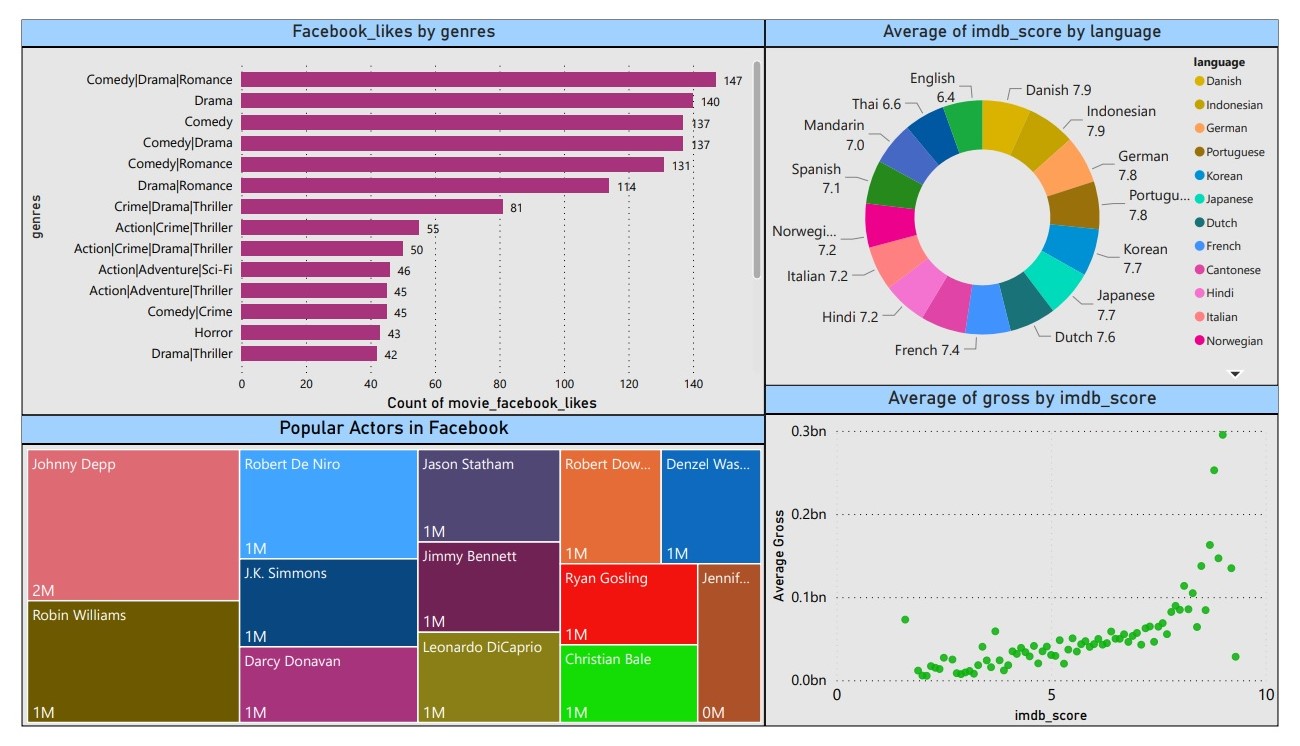 Facebook_likes by genres
genres
Comedy|Drama|Romance 147
Drama 140
Comedy 137
Comedy|Drama 137
Comedy|Romance 131
Drama|Romance 114
Crime|Drama|Thriller 81
Action|Crime|Thriller 55
Action|Crime|Drama|Thriller 50
Action|Adventure|Sci-Fi 46
Action|Adventure|Thriller 45
Comedy|Crime 45
Horror 43
Drama|Thriller 42
0 20 40 60 80 100 120 140
Count of movie_facebook_likes
Average of imdb_score by language
English
6.4
Danish 7.9
Indonesian
7.9
German
7.8
Portugu...
7.8
Korean
7.7
Japanese
7.7
Dutch 7.6
French 7.4
Hindi 7.2
Italian 7.2
Norwegi...
7.2
Spanish
7.1
Mandarin
7.0
Thai 6.6
language
Danish
Indonesian
German
Portuguese
Korean
Japanese
Dutch
French
Cantonese
Hindi
Italian
Norwegian
Popular Actors in Facebook
Johnny Depp
2M
Robin Williams
1M
Robert De Niro
1M
J.K. Simmons
1M
Darcy Donavan
1M
Jason Statham
1M
Jimmy Bennett
1M
Leonardo DiCaprio
1M
Robert Dow...
1M
Denzel Was...
1M
Ryan Gosling
1M
Christian Bale
1M
Jennif...
0M
Average of gross by imdb_score
Average Gross
0.3bn
0.2bn
0.1bn
0.0bn
0 5 10
imdb_score